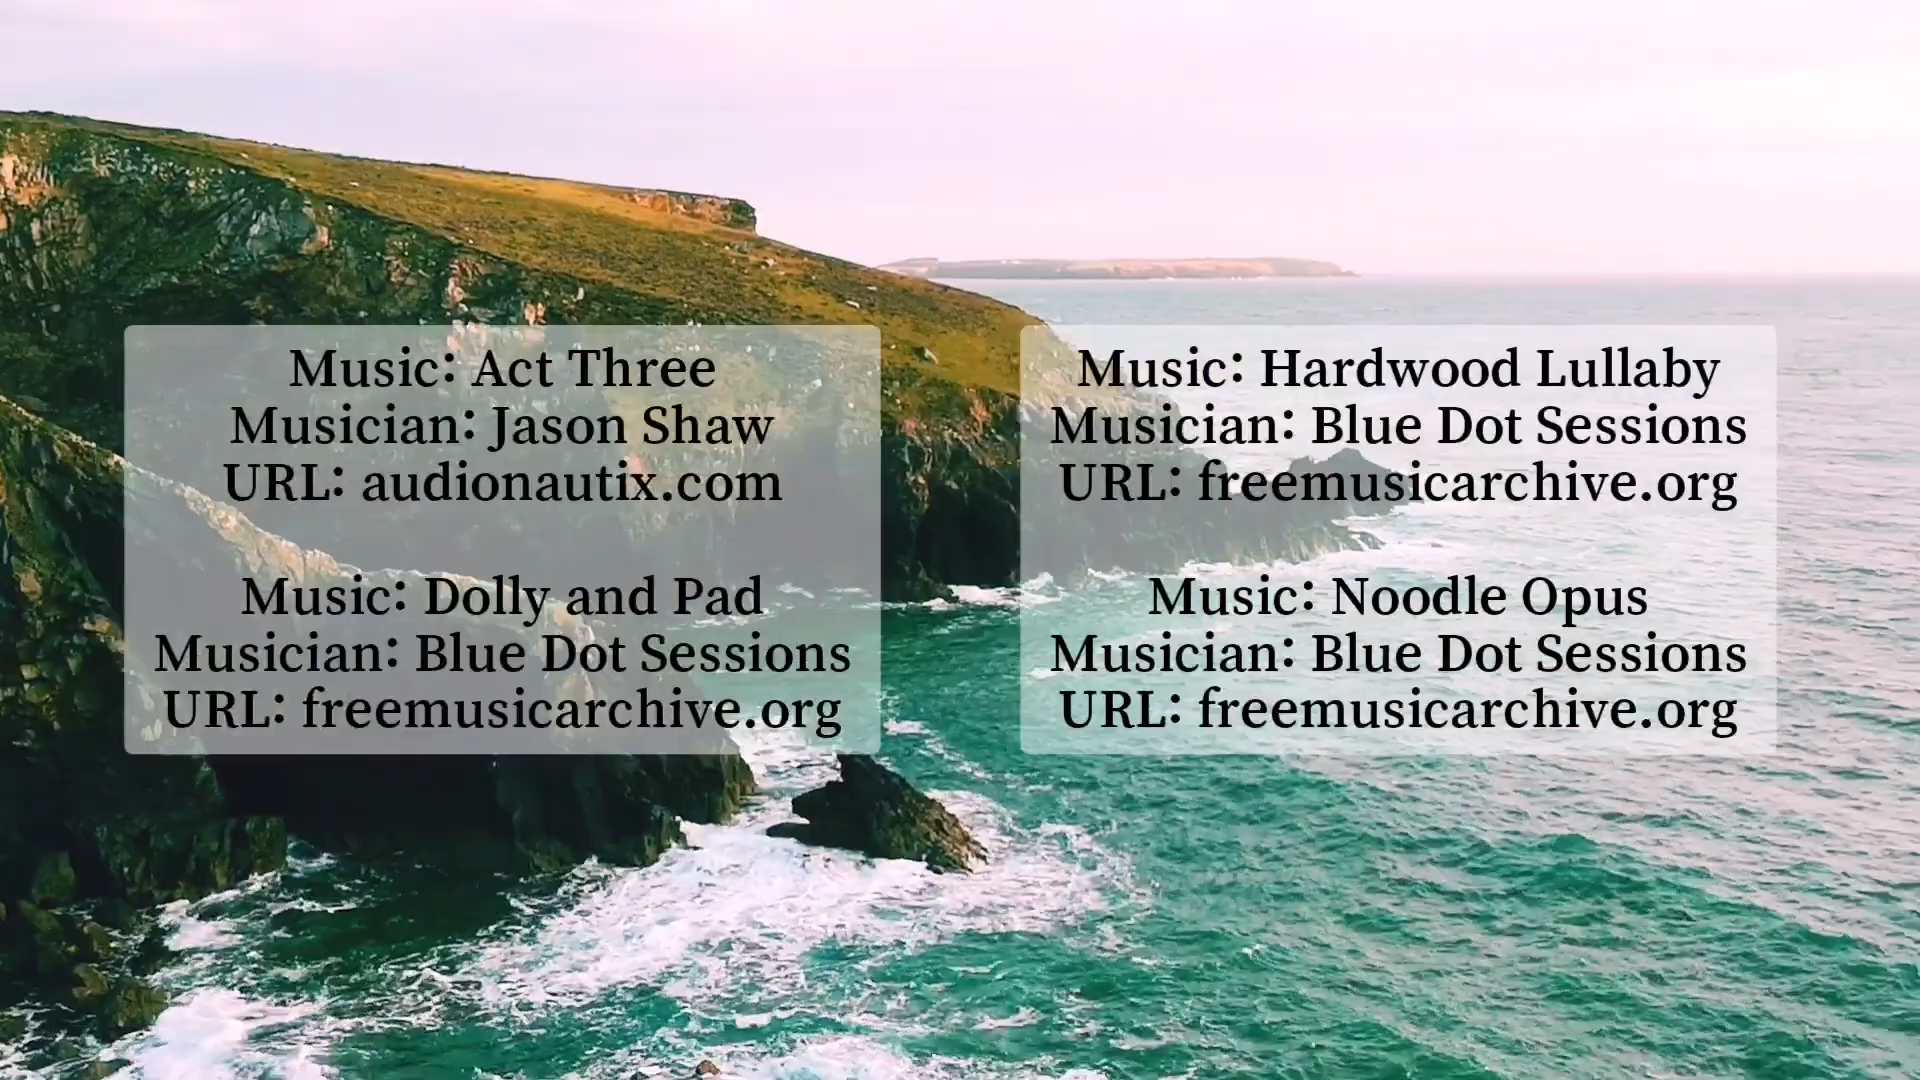 Music: Act Three
Musician: Jason Shaw
URL: audionautix.com
Music: Dolly and Pad
Musician: Blue Dot Sessions
URL: freemusicarchive.org
Music: Hardwood Lullaby
Musician: Blue Dot Sessions
URL: freemusicarchive.org
Music: Noodle Opus
Musician: Blue Dot Sessions
URL: freemusicarchive.org